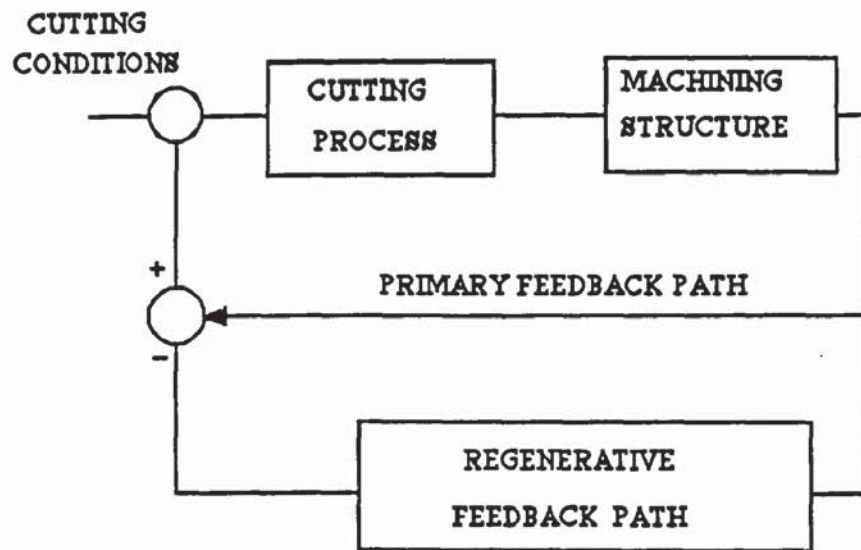 CUTTING
CONDITIONS
CUTTING
PROCESS
MACHINING
STRUCTURE
+
PRIMARY FEEDBACK PATH
-
REGENERATIVE
FEEDBACK PATH